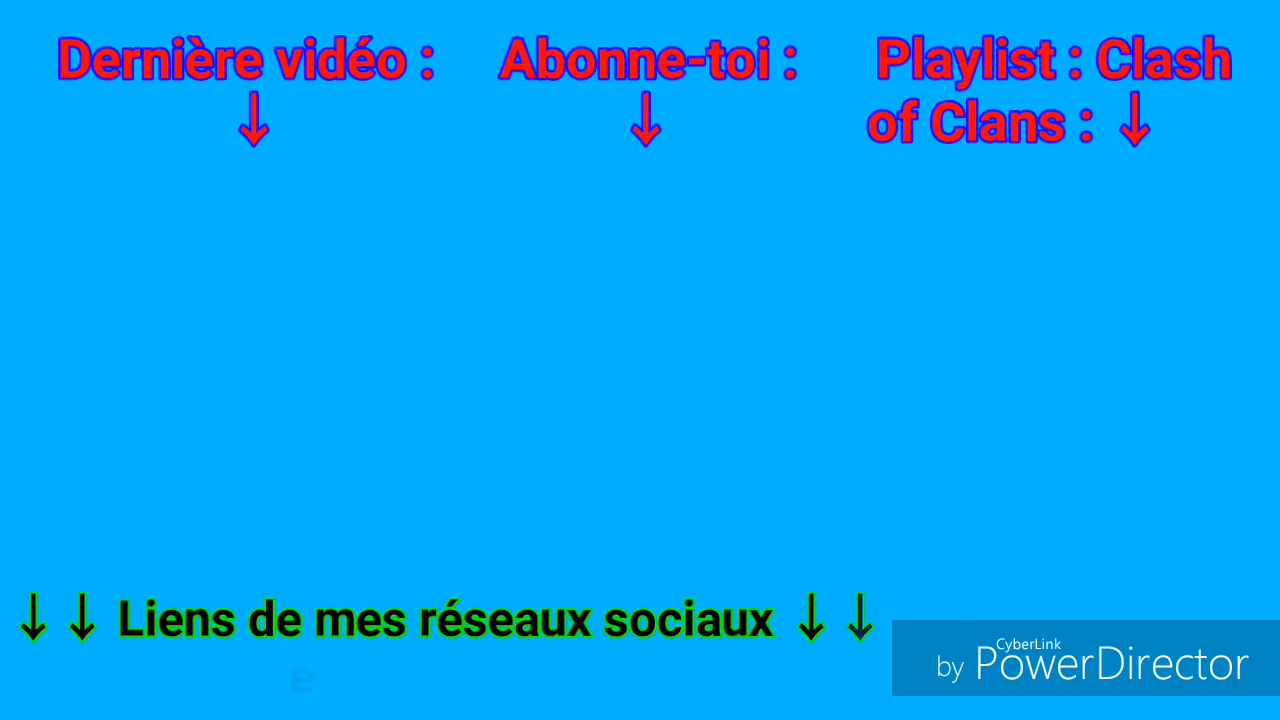 Dernière vidéo :
↓
Abonne-toi :
↓
Playlist : Clash
of Clans : ↓
↓↓ Liens de mes réseaux sociaux ↓↓
e
CyberLink
by PowerDirector